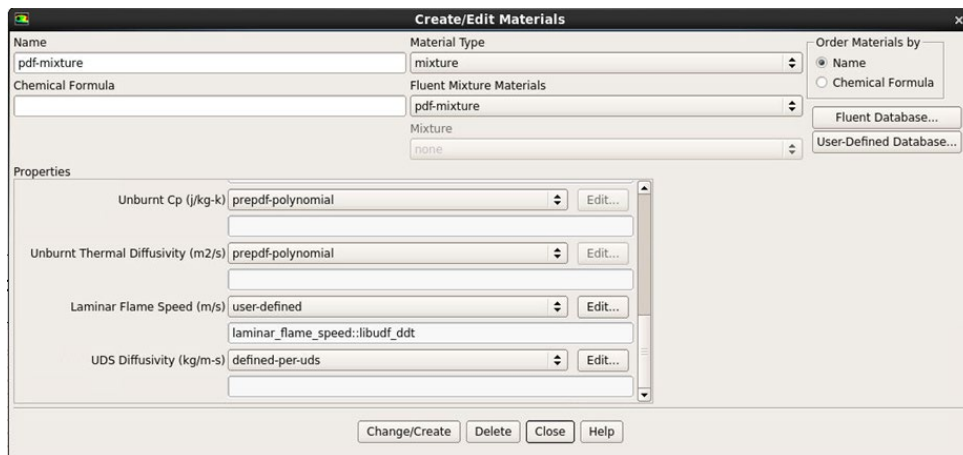 Create/Edit Materials
Name
pdf-mixture
Chemical Formula
Material Type
mixture
Fluent Mixture Materials
pdf-mixture
Mixture
none
Order Materials by
Name
Chemical Formula
Fluent Database...
User-Defined Database...
Properties
Unburnt Cp (j/kg-k) prepdf-polynomial Edit...
Unburnt Thermal Diffusivity (m2/s) prepdf-polynomial Edit...
Laminar Flame Speed (m/s) user-defined Edit...
laminar_flame_speed::libudf_ddt
UDS Diffusivity (kg/m-s) defined-per-uds Edit...
Change/Create Delete Close Help